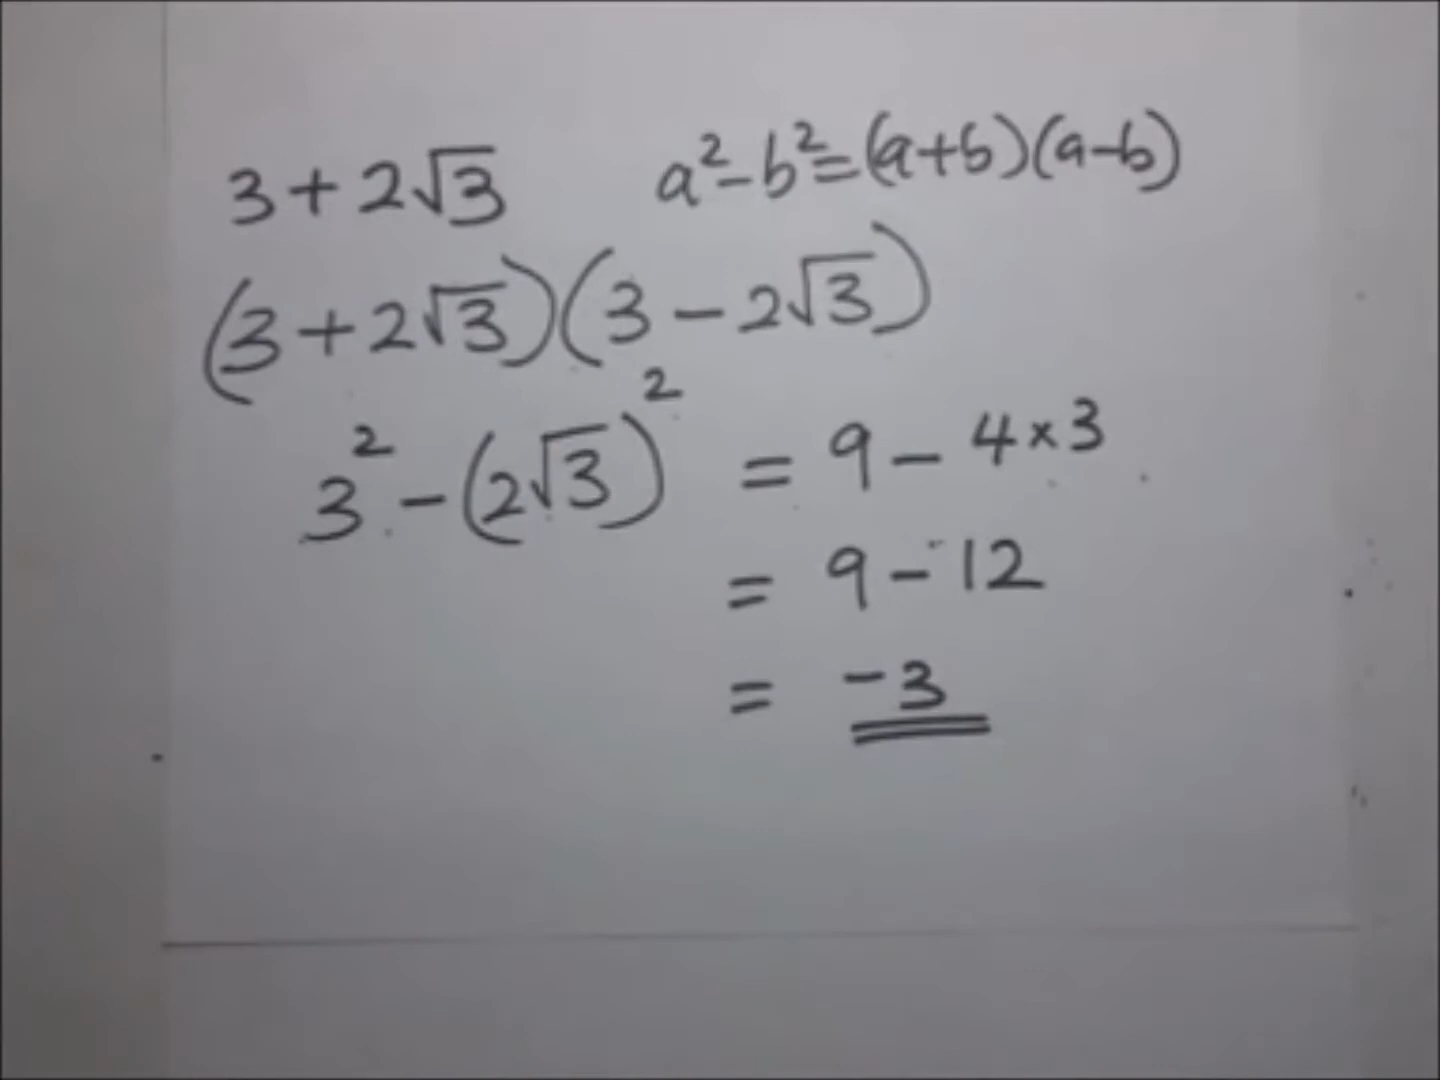 3 + 2√3 a² - b² = (a+b)(a-b)
(3 + 2√3)(3 - 2√3)
3² - (2√3)² = 9 - 4×3
= 9 - 12
= -3